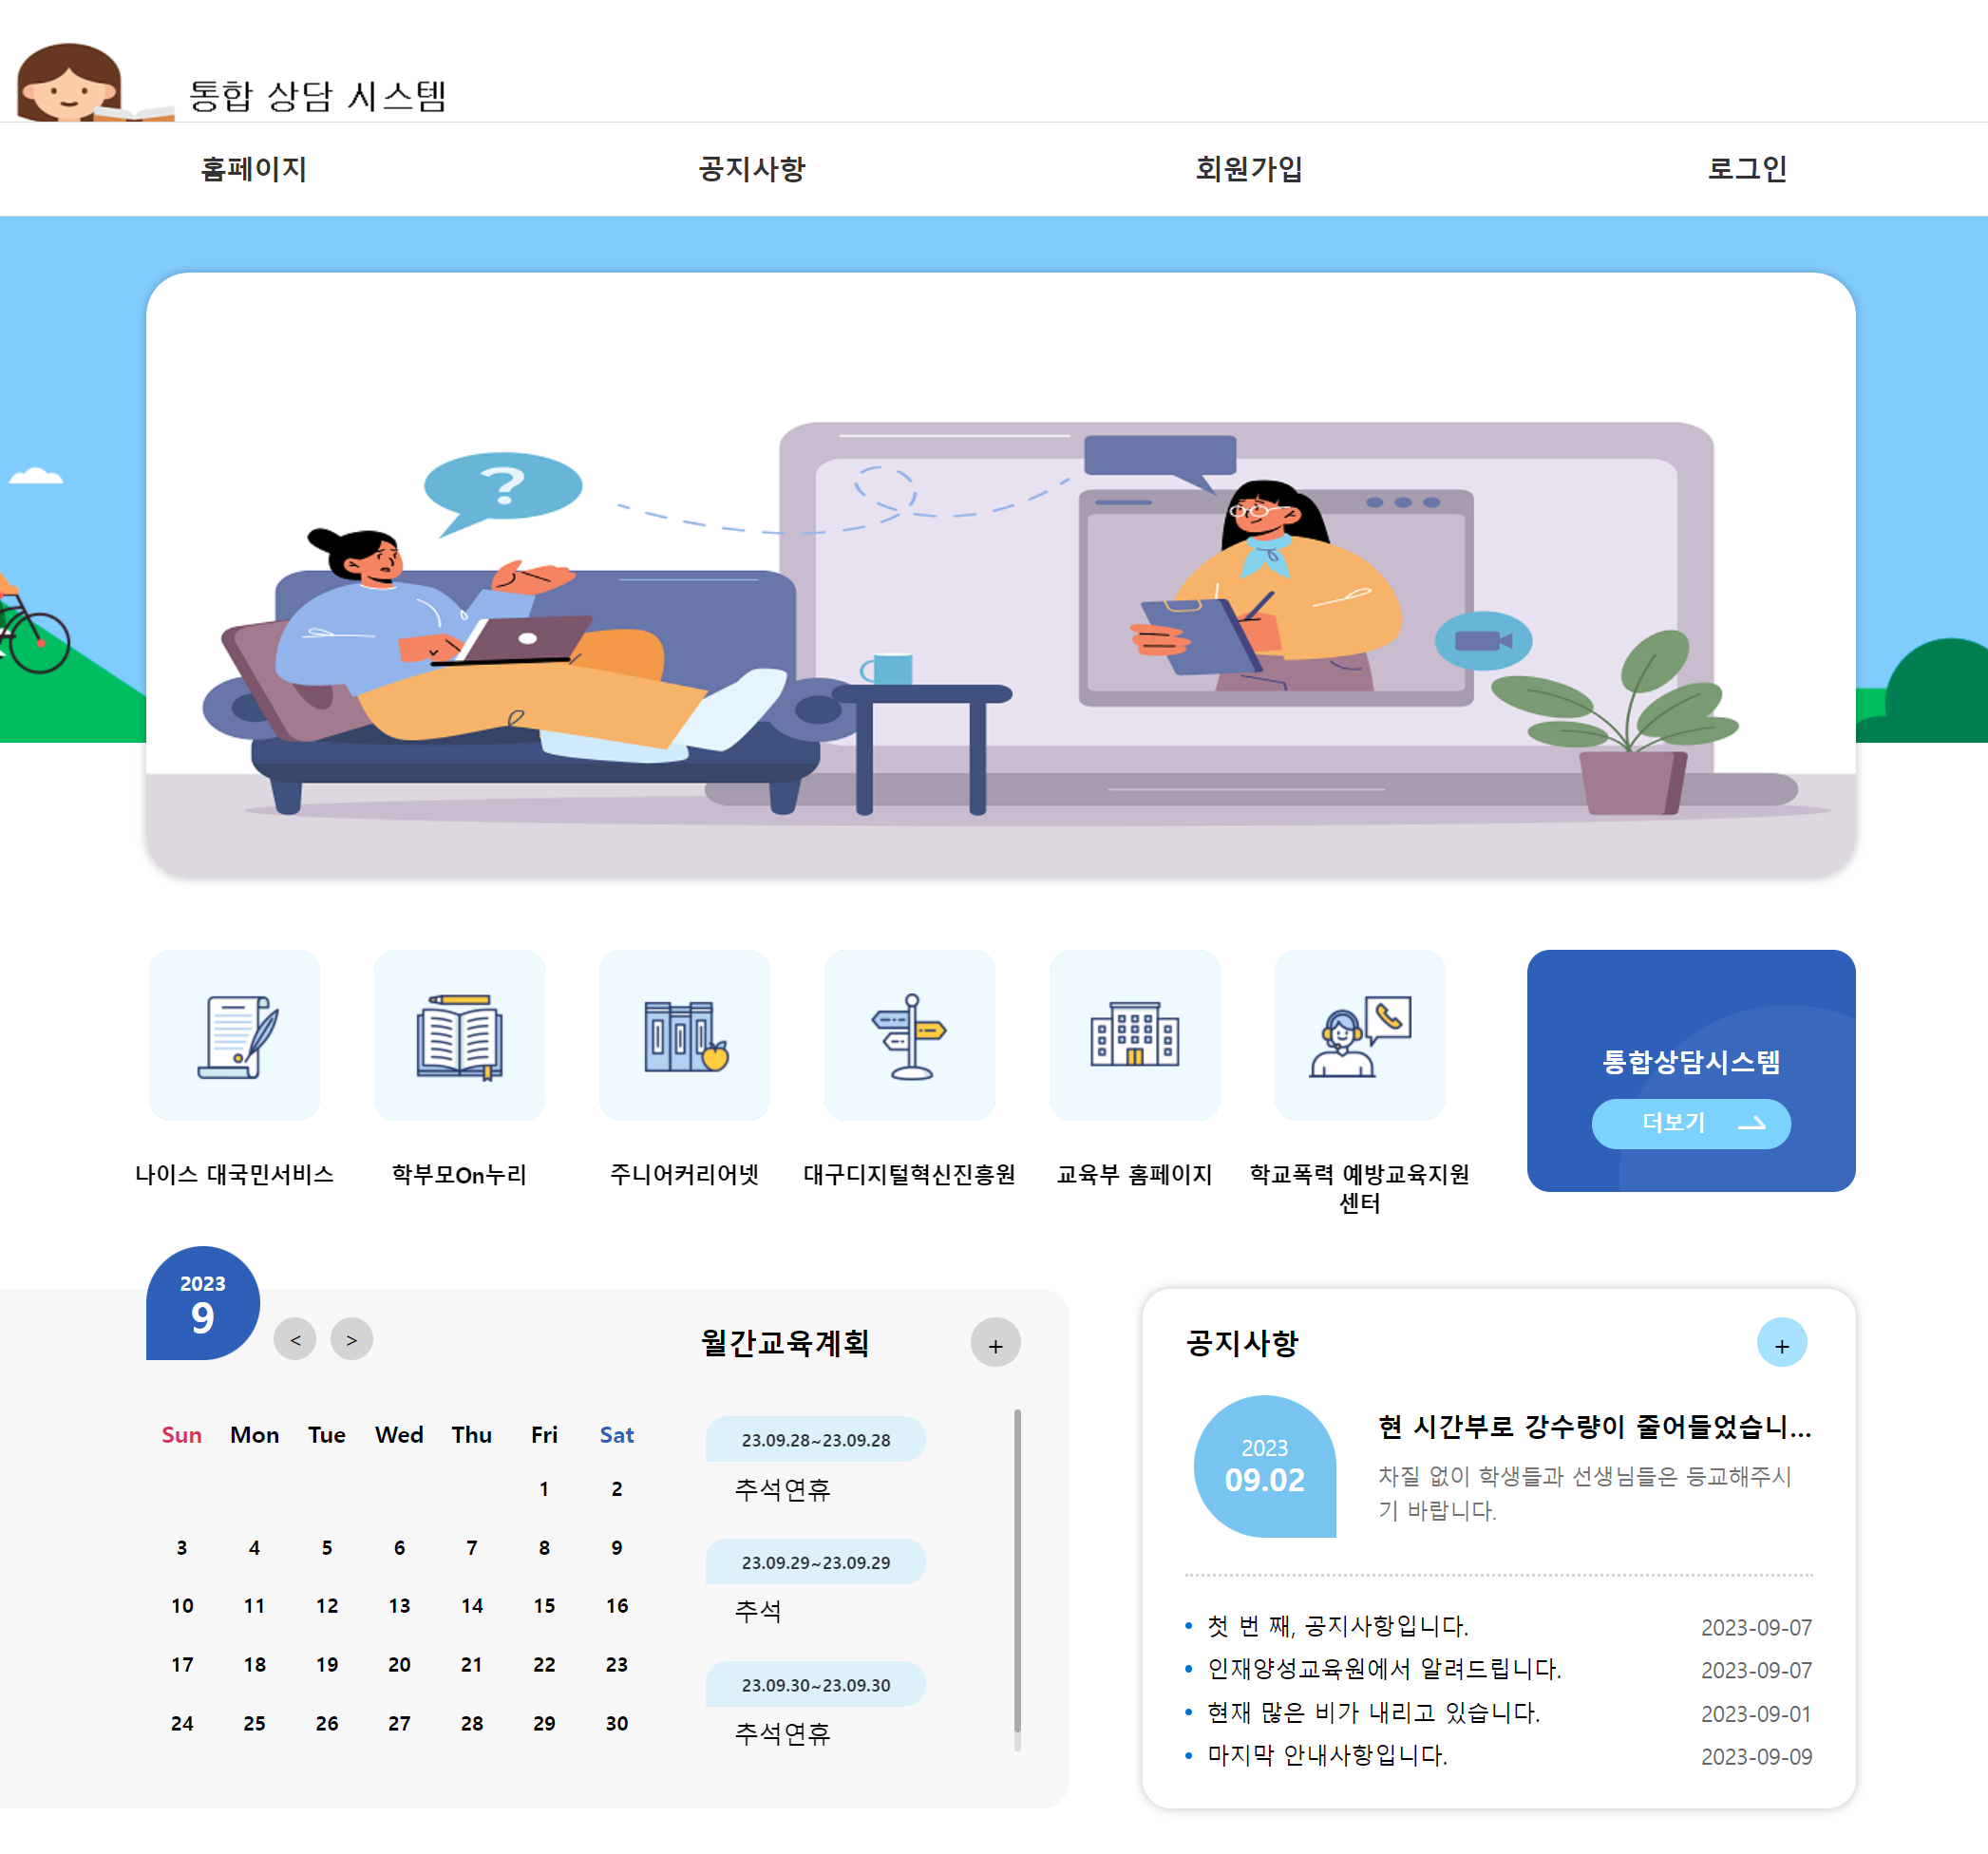 통합 상담 시스템
홈페이지
공지사항
회원가입
로그인
?
나이스 대국민서비스
학부모On누리
주니어커리어넷
대구디지털혁신진흥원
교육부 홈페이지
학교폭력 예방교육지원
센터
통합상담시스템
더보기
2023
9
< >
Sun Mon Tue Wed Thu Fri Sat
1 2
3 4 5 6 7 8 9
10 11 12 13 14 15 16
17 18 19 20 21 22 23
24 25 26 27 28 29 30
월간교육계획 +
23.09.28~23.09.28
추석연휴
23.09.29~23.09.29
추석
23.09.30~23.09.30
추석연휴
공지사항 +
2023
09.02
현 시간부로 강수량이 줄어들었습니...
차질 없이 학생들과 선생님들은 등교해주시
기 바랍니다.
첫 번 째, 공지사항입니다. 2023-09-07
인재양성교육원에서 알려드립니다. 2023-09-07
현재 많은 비가 내리고 있습니다. 2023-09-01
마지막 안내사항입니다. 2023-09-09